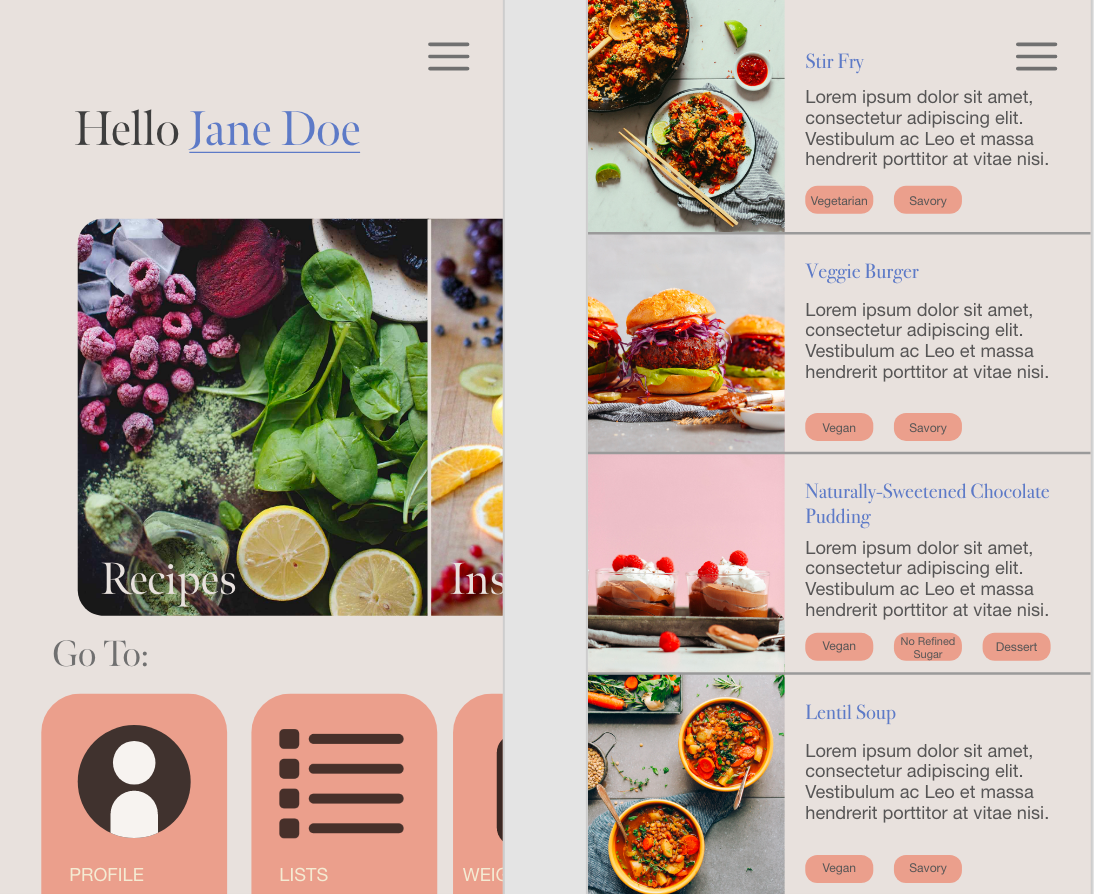 Hello Jane Doe
Recipes
Ins
Go To:
PROFILE
LISTS
WEIG
Stir Fry
Lorem ipsum dolor sit amet,
consectetur adipiscing elit.
Vestibulum ac Leo et massa
hendrerit porttitor at vitae nisi.
Vegetarian
Savory
Veggie Burger
Lorem ipsum dolor sit amet,
consectetur adipiscing elit.
Vestibulum ac Leo et massa
hendrerit porttitor at vitae nisi.
Vegan
Savory
Naturally-Sweetened Chocolate
Pudding
Lorem ipsum dolor sit amet,
consectetur adipiscing elit.
Vestibulum ac Leo et massa
hendrerit porttitor at vitae nisi.
Vegan
No Refined
Sugar
Dessert
Lentil Soup
Lorem ipsum dolor sit amet,
consectetur adipiscing elit.
Vestibulum ac Leo et massa
hendrerit porttitor at vitae nisi.
Vegan
Savory